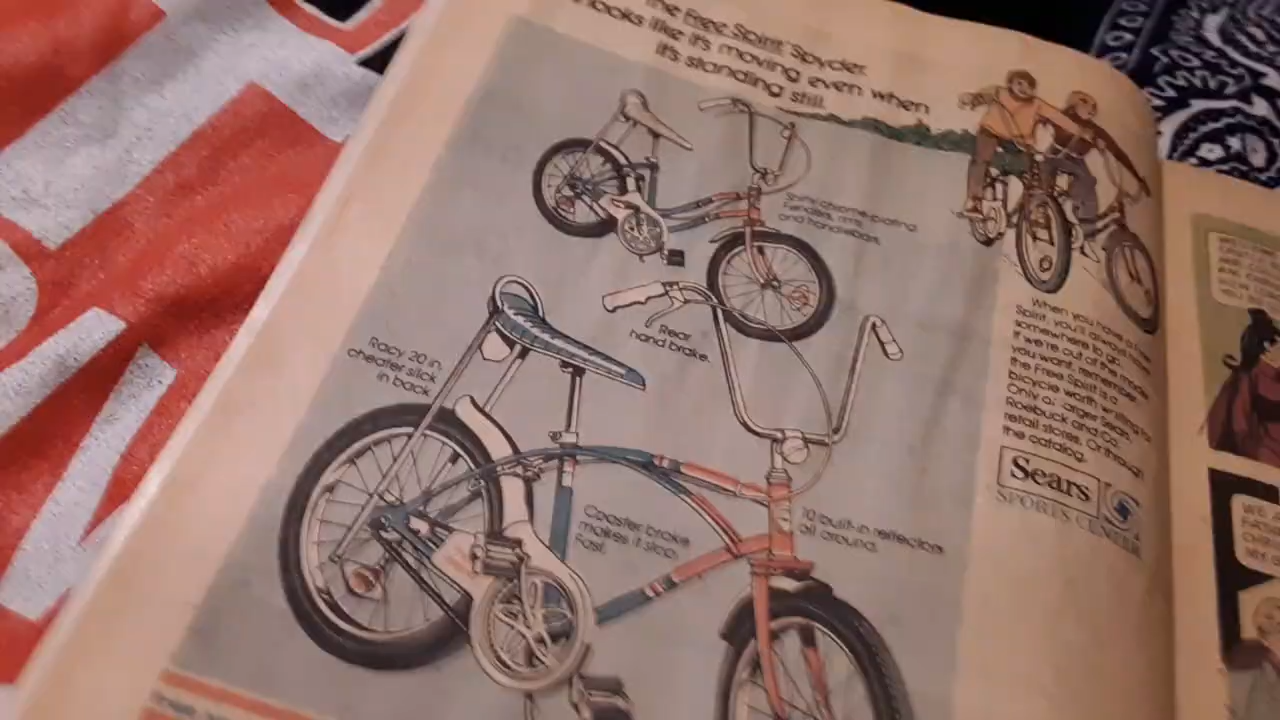 The Free Spirit Spyder.
looks like it's moving even when
it's standing still.
Shiny chrome-plating
Fenders, rims
and handlebars.
Rear
hand brake.
Racy 20 in.
cheater slick
in back.
Coaster brake
makes it stop.
Fast.
10 built-in reflectors
all around.
When you have a Free
Spirit, you'll always have
somewhere to go.
If we're out of the model
you want, remember
the Free Spirit is a
bicycle worth waiting for
Only at larger Sears,
Roebuck and Co.
retail stores. Or through
the catalog.
Sears
SPORTS CENTER